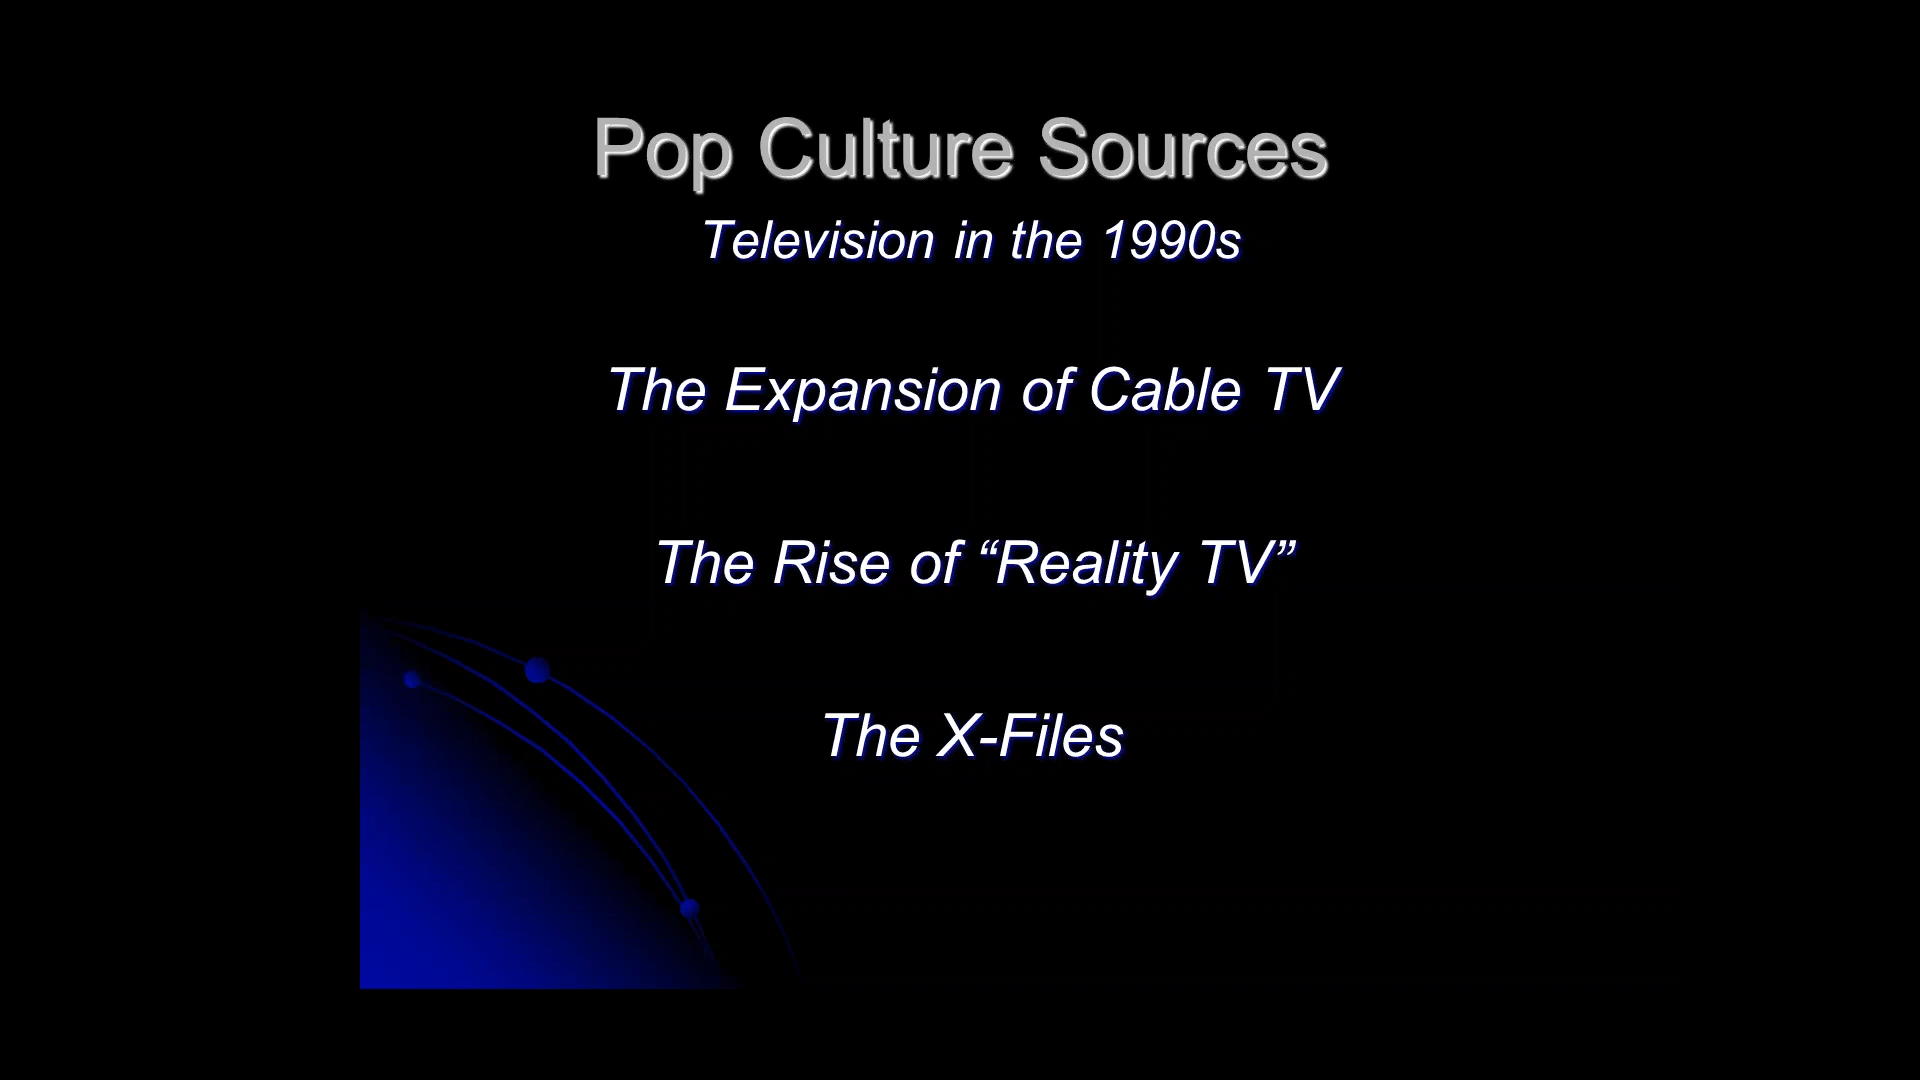 Pop Culture Sources
Television in the 1990s
The Expansion of Cable TV
The Rise of “Reality TV”
The X-Files